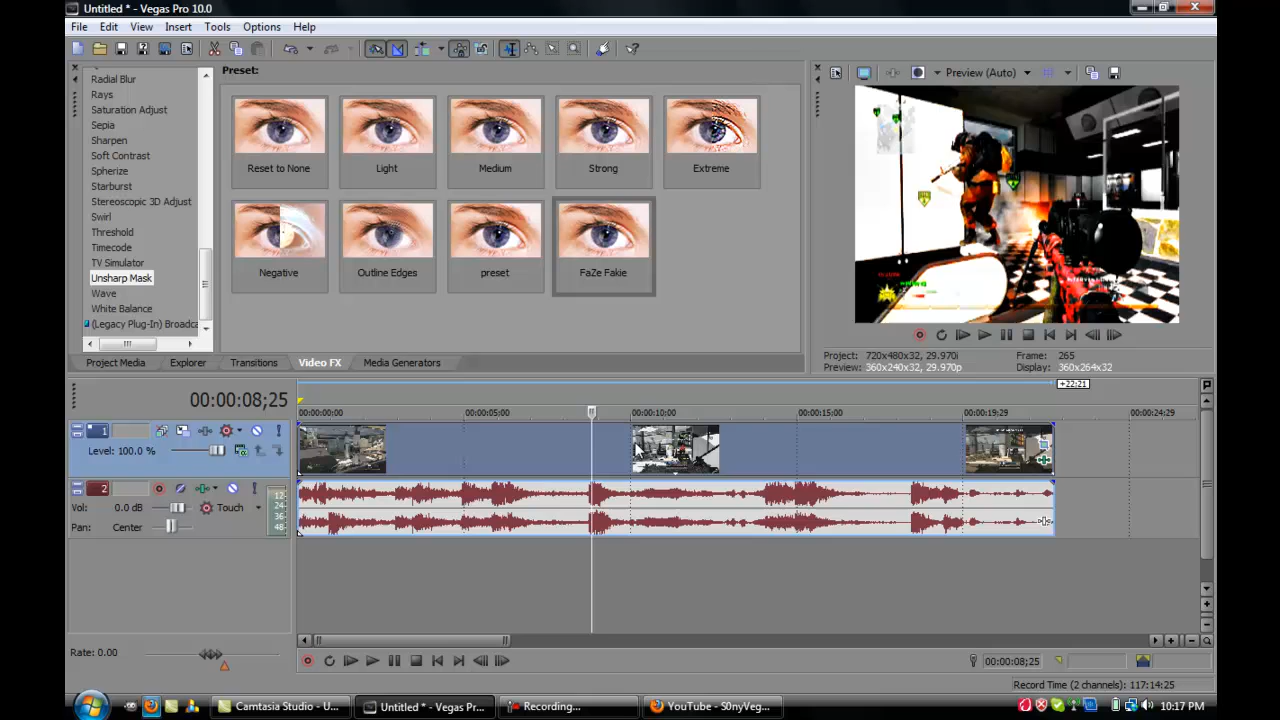 Untitled * - Vegas Pro 10.0
File Edit View Insert Tools Options Help
Radial Blur
Rays
Saturation Adjust
Sepia
Sharpen
Soft Contrast
Spherize
Starburst
Stereoscopic 3D Adjust
Swirl
Threshold
Timecode
TV Simulator
Unsharp Mask
Wave
White Balance
(Legacy Plug-In) Broadca
Preset:
Reset to None
Light
Medium
Strong
Extreme
Negative
Outline Edges
preset
FaZe Fakie
Project Media Explorer Transitions Video FX Media Generators
Preview (Auto)
Project: 720x480x32, 29.970i Frame: 265
Preview: 360x240x32, 29.970p Display: 360x264x32
00:00:08;25
+22;21
00:00:00;00 00:00:05;00 00:00:10;00 00:00:15;00 00:00:19;29 00:00:24;29
1
Level: 100.0 %
2
Vol: 0.0 dB Touch
Pan: Center
12
24
36
48
Rate: 0.00
00:00:08;25
Record Time (2 channels): 117:14:25
Camtasia Studio - U... Untitled * - Vegas Pr... Recording... YouTube - S0nyVeg... 10:17 PM